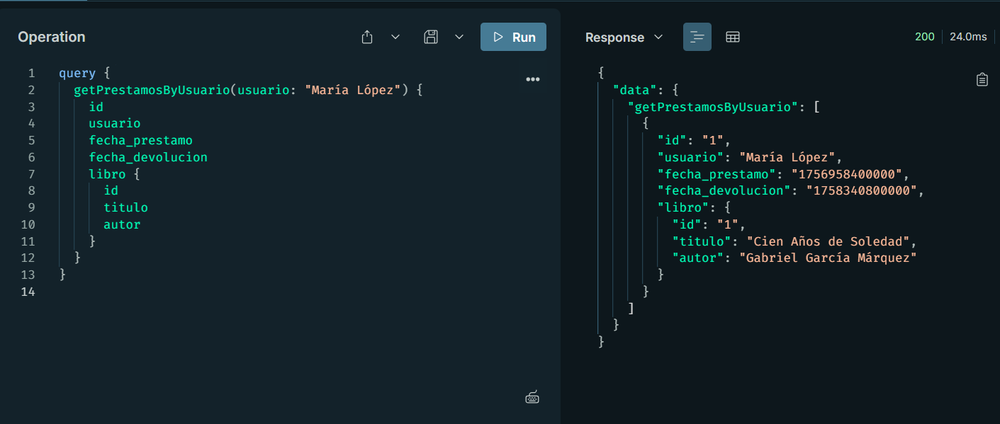 Operation
Run
1 query {
2 getPrestamosByUsuario(usuario: "María López") {
3 id
4 usuario
5 fecha_prestamo
6 fecha_devolucion
7 libro {
8 id
9 titulo
10 autor
11 }
12 }
13 }
14
Response
200 24.0ms
{
"data": {
"getPrestamosByUsuario": [
{
"id": "1",
"usuario": "María López",
"fecha_prestamo": "1756958400000",
"fecha_devolucion": "1758340800000",
"libro": {
"id": "1",
"titulo": "Cien Años de Soledad",
"autor": "Gabriel García Márquez"
}
}
]
}
}